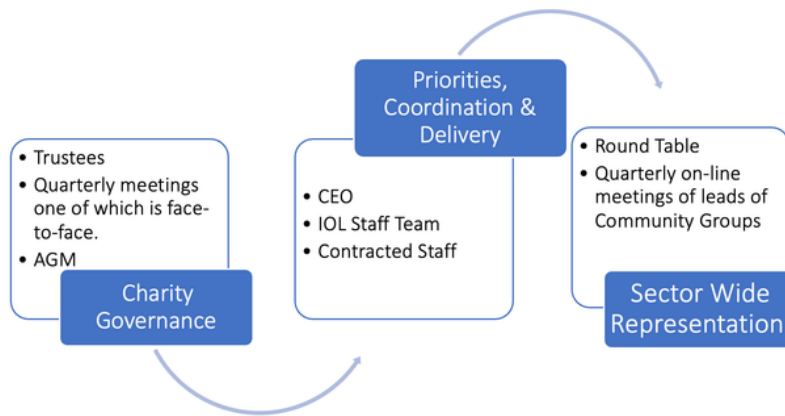 • Trustees
• Quarterly meetings
one of which is face-
to-face.
• AGM
Charity
Governance
Priorities,
Coordination &
Delivery
• CEO
• IOL Staff Team
• Contracted Staff
• Round Table
• Quarterly on-line
meetings of leads of
Community Groups
Sector Wide
Representation